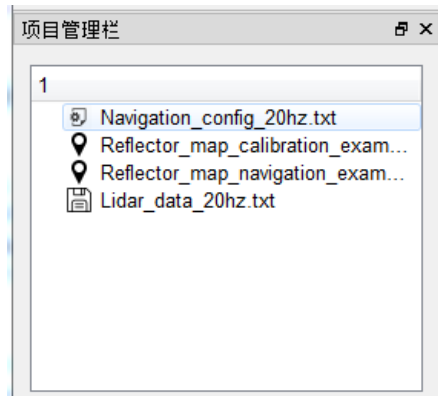 项目管理栏
1
Navigation_config_20hz.txt
Reflector_map_calibration_exam...
Reflector_map_navigation_exam...
Lidar_data_20hz.txt